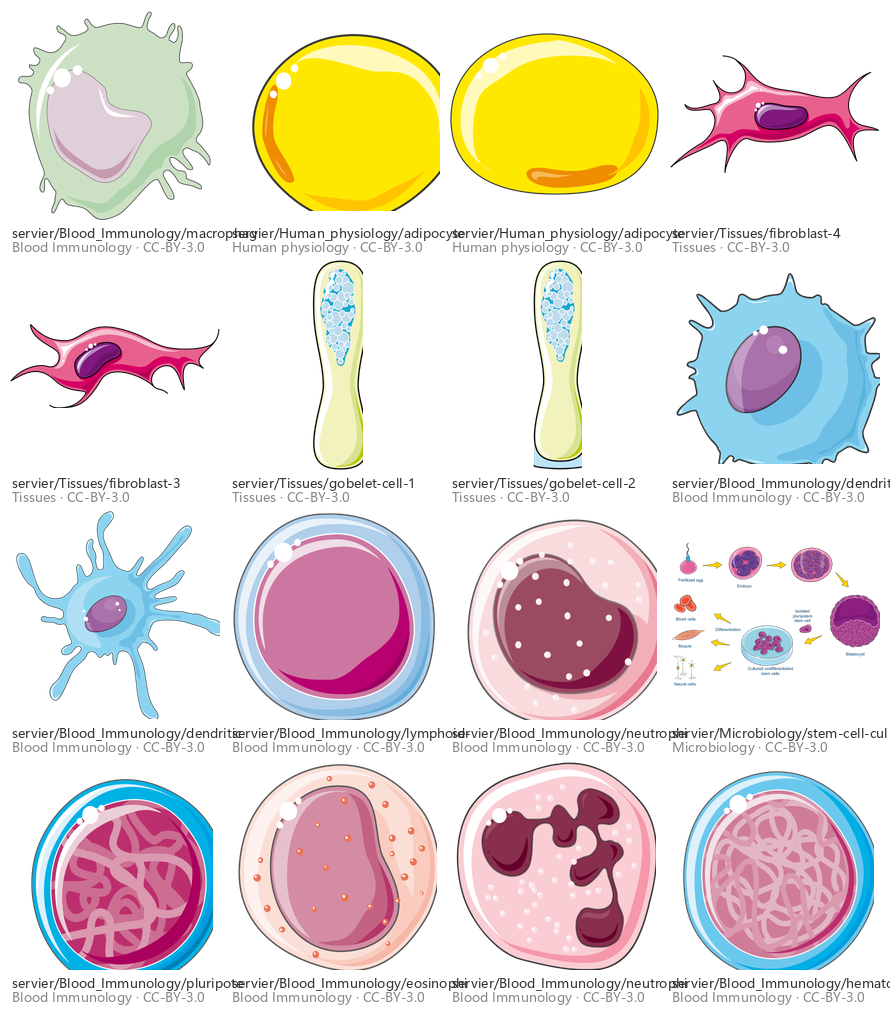 servier/Blood_Immunology/macrophag
Blood Immunology · CC-BY-3.0
servier/Human_physiology/adipocyte
Human physiology · CC-BY-3.0
servier/Human_physiology/adipocyte
Human physiology · CC-BY-3.0
servier/Tissues/fibroblast-4
Tissues · CC-BY-3.0
servier/Tissues/fibroblast-3
Tissues · CC-BY-3.0
servier/Tissues/gobelet-cell-1
Tissues · CC-BY-3.0
servier/Tissues/gobelet-cell-2
Tissues · CC-BY-3.0
servier/Blood_Immunology/dendrit
Blood Immunology · CC-BY-3.0
Fertilized egg
Embryo
Blood cells
Isolated
pluripotent
stem cell
Differentiation
Muscle
Blastocyst
Cultured undifferentiated
stem cells
Neural cells
servier/Blood_Immunology/dendritic
Blood Immunology · CC-BY-3.0
servier/Blood_Immunology/lymphoid-
Blood Immunology · CC-BY-3.0
servier/Blood_Immunology/neutrophi
Blood Immunology · CC-BY-3.0
servier/Microbiology/stem-cell-cul
Microbiology · CC-BY-3.0
servier/Blood_Immunology/pluripote
Blood Immunology · CC-BY-3.0
servier/Blood_Immunology/eosinophi
Blood Immunology · CC-BY-3.0
servier/Blood_Immunology/neutrophi
Blood Immunology · CC-BY-3.0
servier/Blood_Immunology/hematc
Blood Immunology · CC-BY-3.0